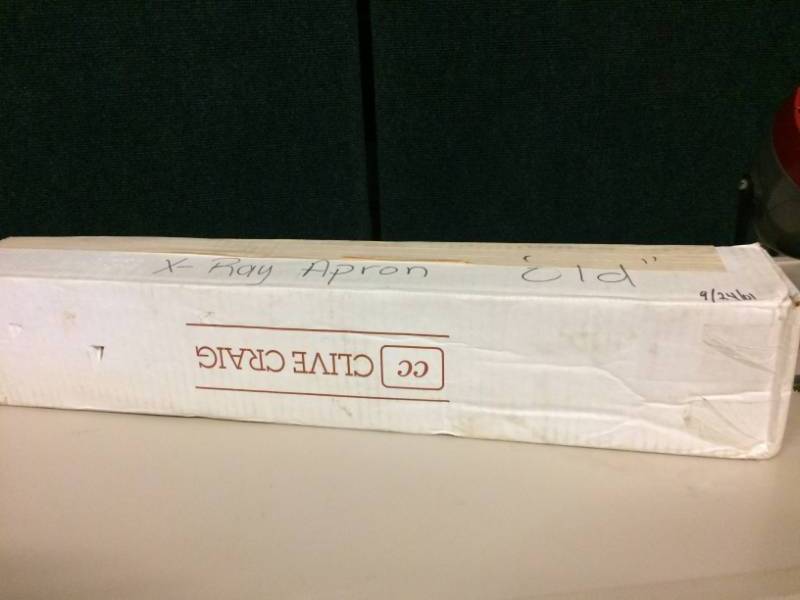 X-Ray Apron "Old"
9/24/01
CC CLIVE CRAIG